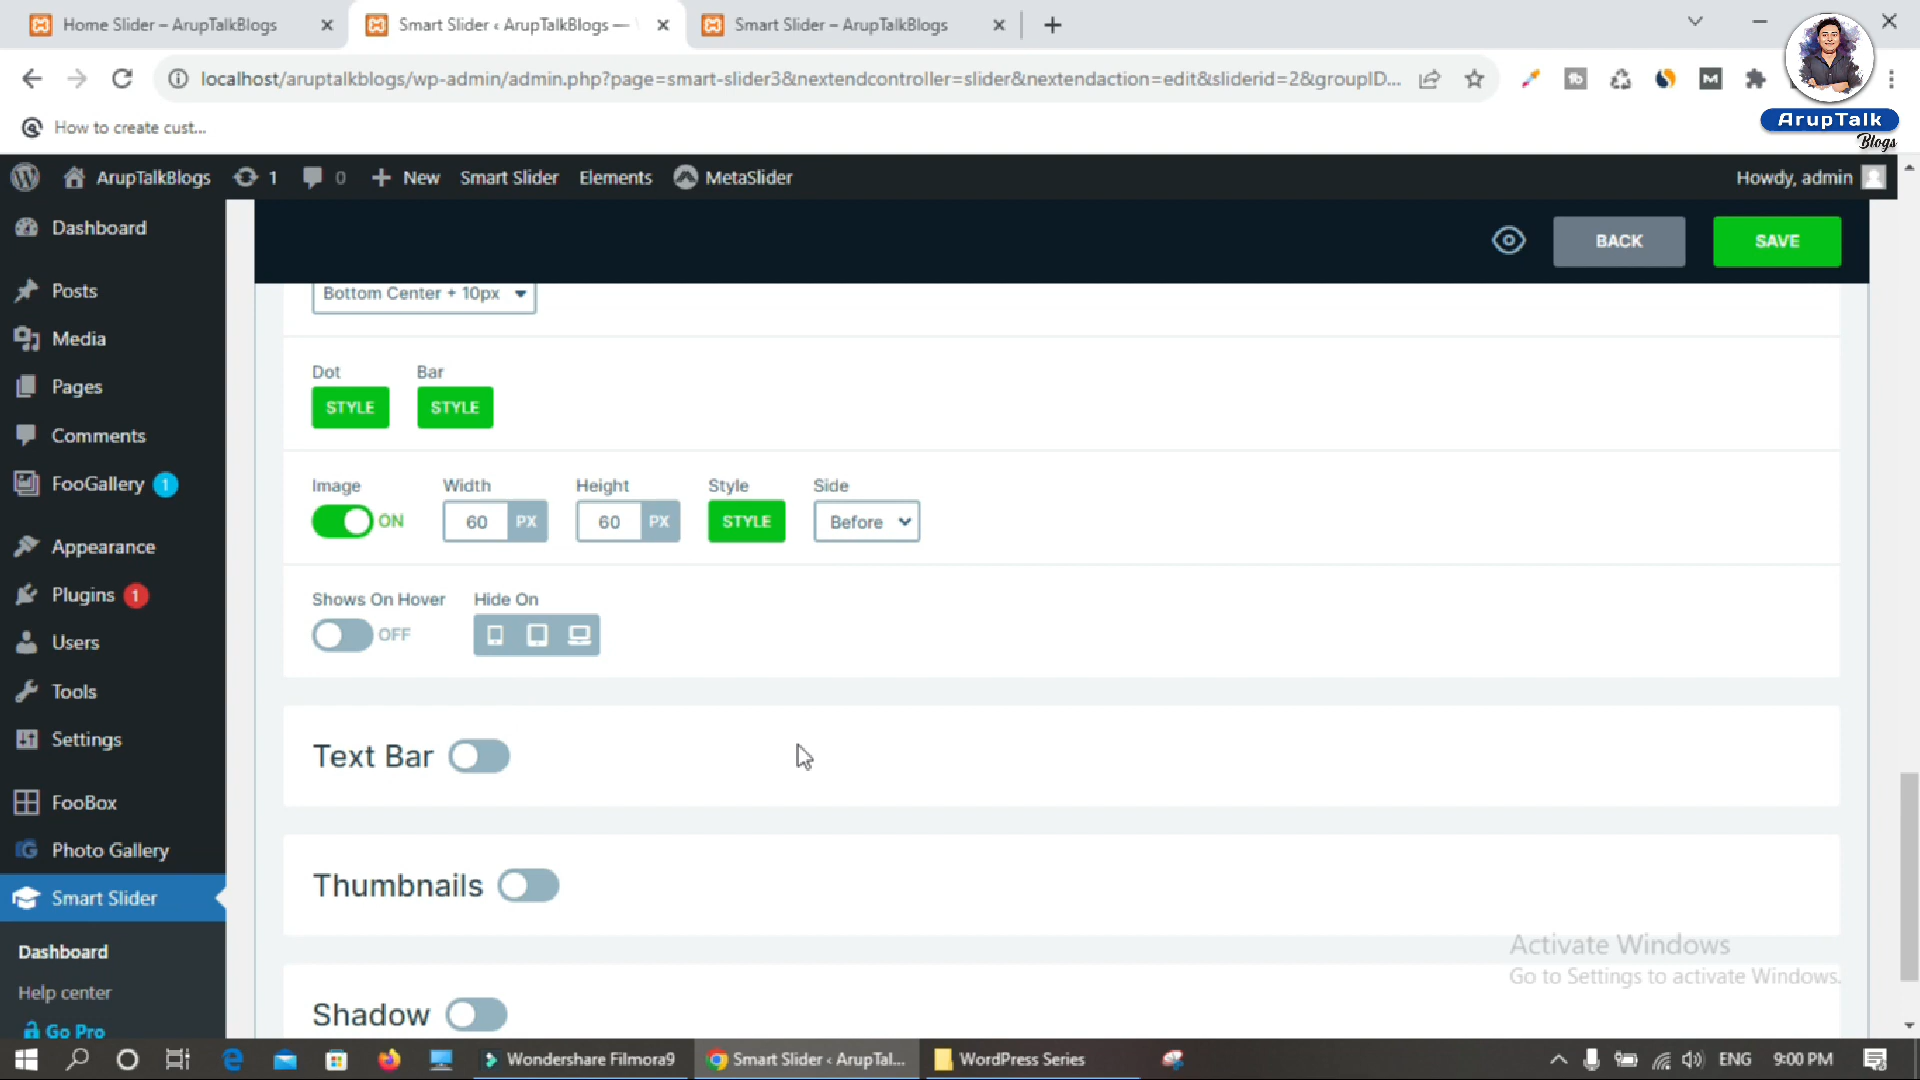 Home Slider – ArupTalkBlogs
Smart Slider ‹ ArupTalkBlogs —
Smart Slider – ArupTalkBlogs
localhost/aruptalkblogs/wp-admin/admin.php?page=smart-slider3&nextendcontroller=slider&nextendaction=edit&sliderid=2&groupID...
How to create cust...
ArupTalk
Blogs
ArupTalkBlogs 1 0 New Smart Slider Elements MetaSlider Howdy, admin
Dashboard
Posts
Media
Pages
Comments
FooGallery 1
Appearance
Plugins 1
Users
Tools
Settings
FooBox
Photo Gallery
Smart Slider
Dashboard
Help center
Go Pro
BACK SAVE
Bottom Center + 10px
Dot Bar
STYLE STYLE
Image Width Height Style Side
ON 60 PX 60 PX STYLE Before
Shows On Hover Hide On
OFF
Text Bar
Thumbnails
Shadow
Activate Windows
Go to Settings to activate Windows.
Wondershare Filmora9 Smart Slider ‹ ArupTal... WordPress Series ENG 9:00 PM